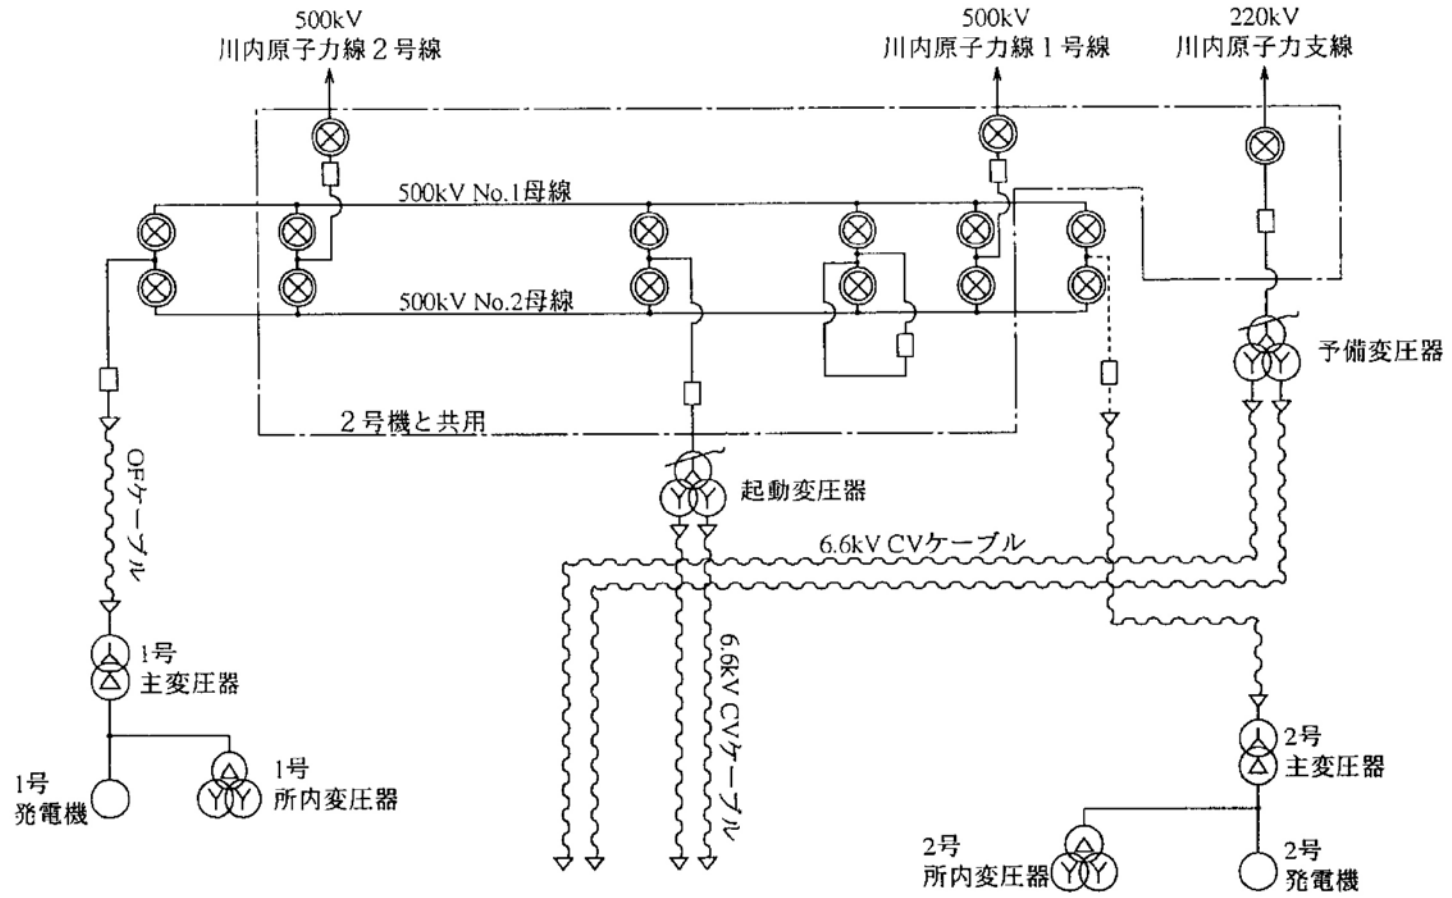 500kV
川内原子力線2号線
500kV
川内原子力線1号線
220kV
川内原子力支線
500kV No.1母線
500kV No.2母線
2号機と共用
予備変圧器
起動変圧器
OFケーブル
6.6kV CVケーブル
6.6kV CVケーブル
1号
主変圧器
1号
発電機
1号
所内変圧器
2号
主変圧器
2号
所内変圧器
2号
発電機